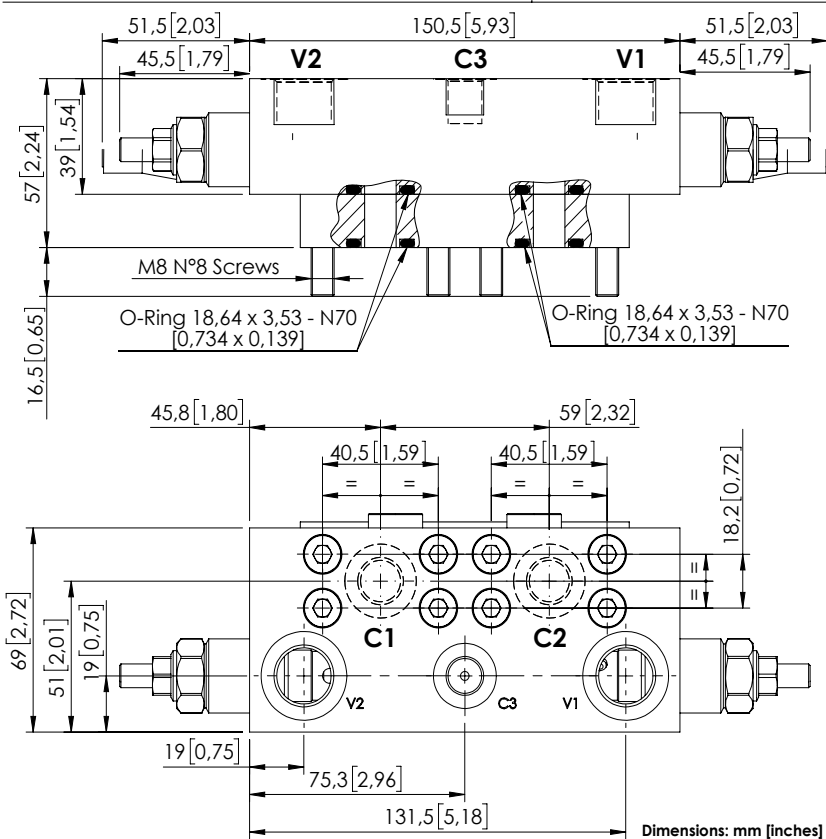 51,5[2,03]
150,5[5,93]
51,5[2,03]
45,5[1,79]
V2
C3
V1
45,5[1,79]
57[2,24]
39[1,54]
M8 N°8 Screws
O-Ring 18,64 x 3,53 - N70
[0,734 x 0,139]
O-Ring 18,64 x 3,53 - N70
[0,734 x 0,139]
16,5[0,65]
45,8[1,80]
59[2,32]
40,5[1,59]
40,5[1,59]
= =
= =
18,2[0,72]
=
=
69[2,72]
51[2,01]
19[0,75]
C1
C2
V2
C3
V1
19[0,75]
75,3[2,96]
131,5[5,18]
Dimensions: mm [inches]